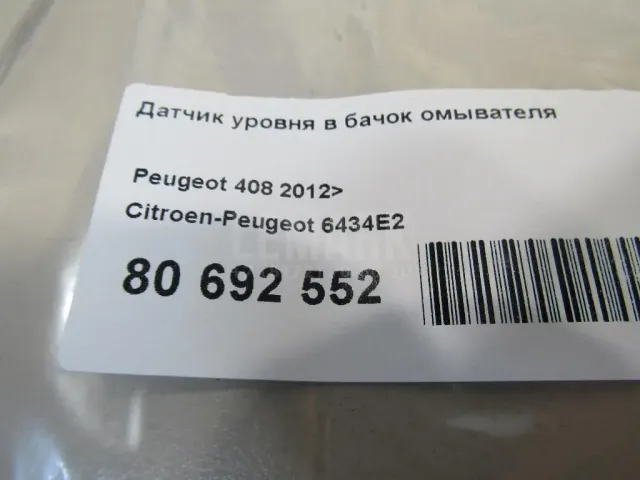 Датчик уровня в бачок омывателя
Peugeot 408 2012>
Citroen-Peugeot 6434E2
80 692 552